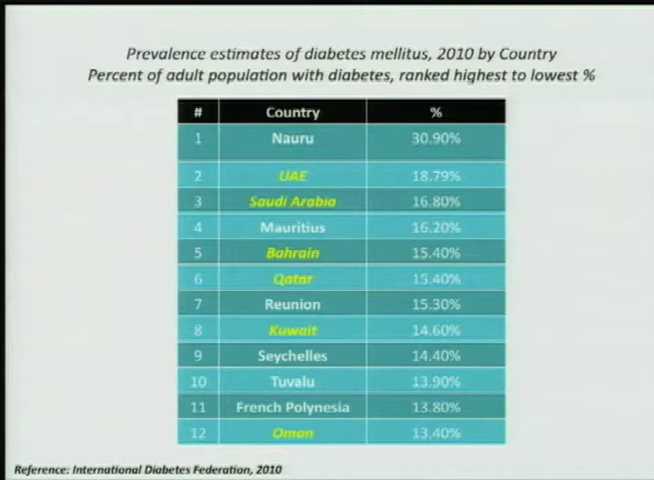 Prevalence estimates of diabetes mellitus, 2010 by Country
Percent of adult population with diabetes, ranked highest to lowest %
# Country %
1 Nauru 30.90%
2 UAE 18.79%
3 Saudi Arabia 16.80%
4 Mauritius 16.20%
5 Bahrain 15.40%
6 Qatar 15.40%
7 Reunion 15.30%
8 Kuwait 14.60%
9 Seychelles 14.40%
10 Tuvalu 13.90%
11 French Polynesia 13.80%
12 Oman 13.40%
Reference: International Diabetes Federation, 2010